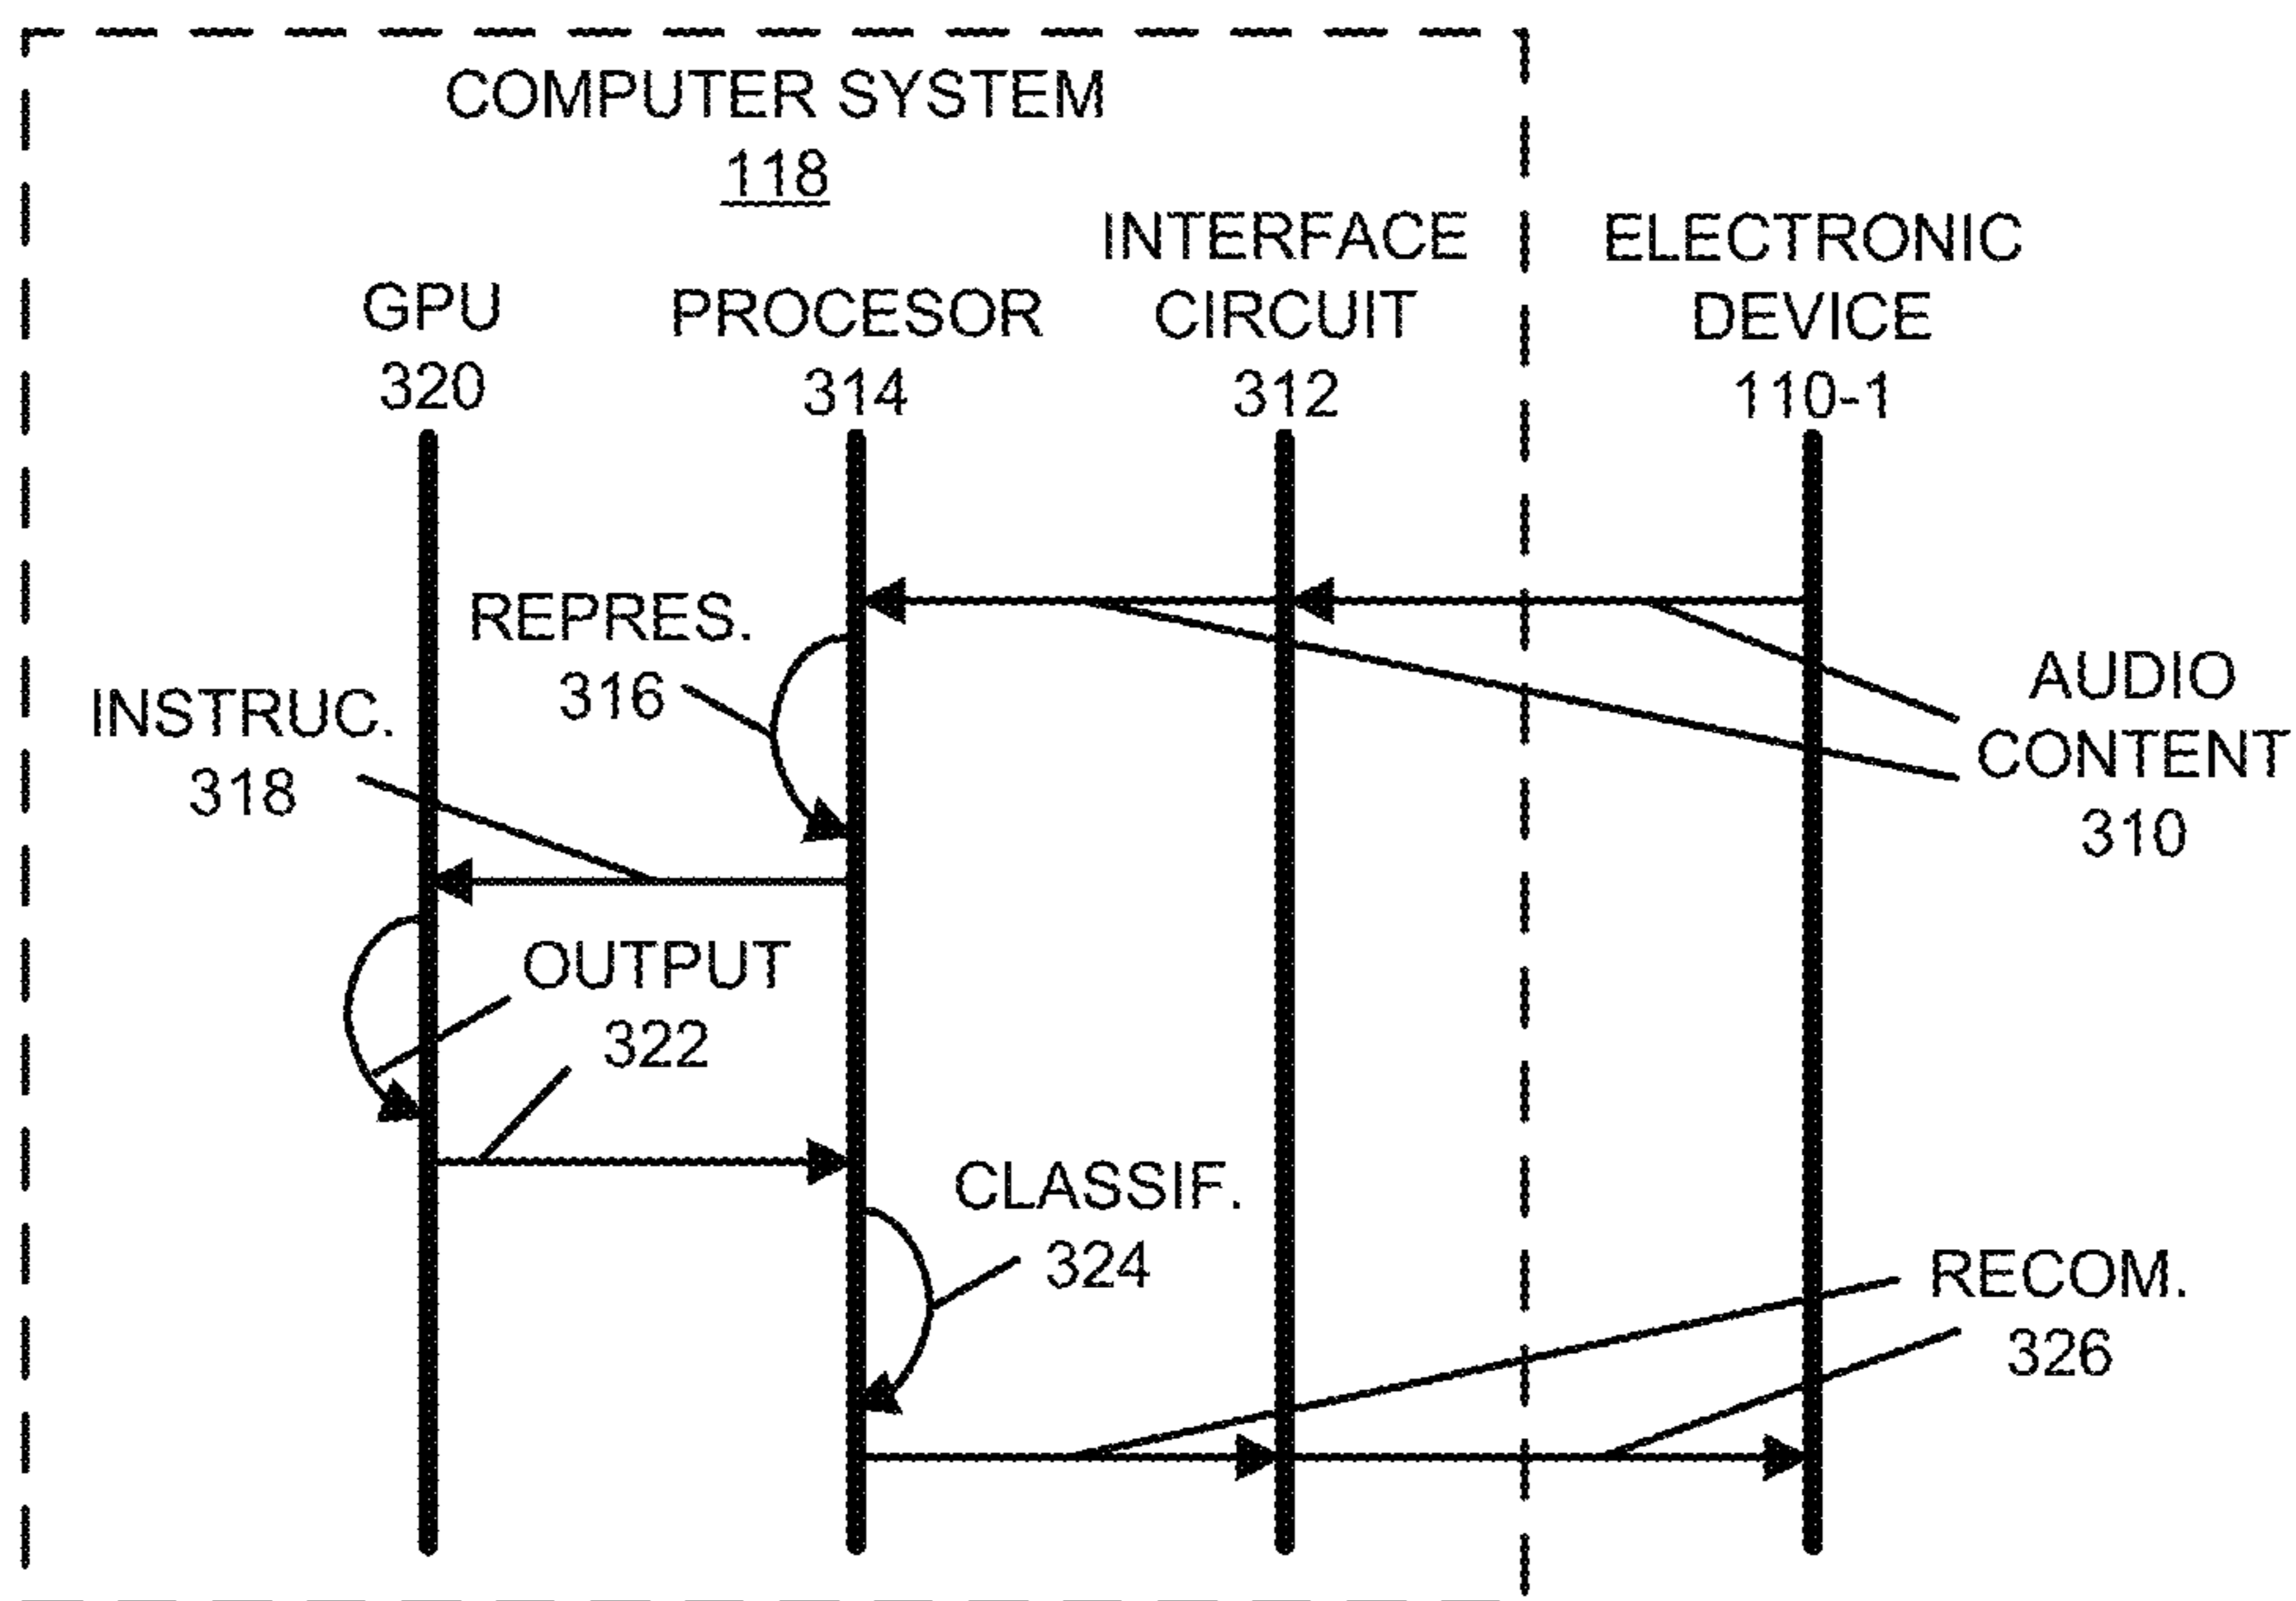 COMPUTER SYSTEM
118
GPU
320
PROCESOR
314
INTERFACE
CIRCUIT
312
ELECTRONIC
DEVICE
110-1
REPRES.
316
INSTRUC.
318
AUDIO
CONTENT
310
OUTPUT
322
CLASSIF.
324
RECOM.
326